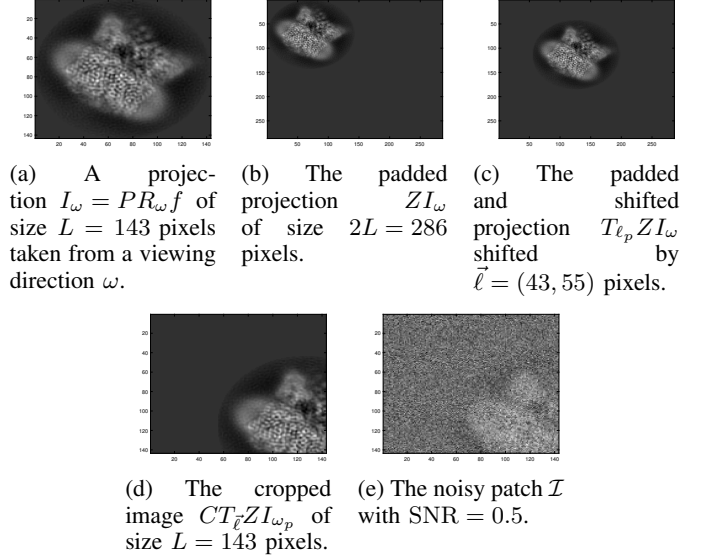 20
40
60
80
100
120
140
20 40 60 80 100 120 140
50
100
150
200
250
50 100 150 200 250
50
100
150
200
250
50 100 150 200 250
(a) A projec-
tion $I_\omega = PR_\omega f$ of
size $L = 143$ pixels
taken from a viewing
direction $\omega$.
(b) The padded
projection $ZI_\omega$
of size $2L = 286$
pixels.
(c) The padded
and shifted
projection $T_{\ell_p} ZI_\omega$
shifted by
$\vec{\ell} = (43, 55)$ pixels.
20
40
60
80
100
120
140
20 40 60 80 100 120 140
20
40
60
80
100
120
140
20 40 60 80 100 120 140
(d) The cropped
image $CT_{\vec{\ell}} ZI_{\omega_p}$ of
size $L = 143$ pixels.
(e) The noisy patch $\mathcal{I}$
with SNR $= 0.5$.